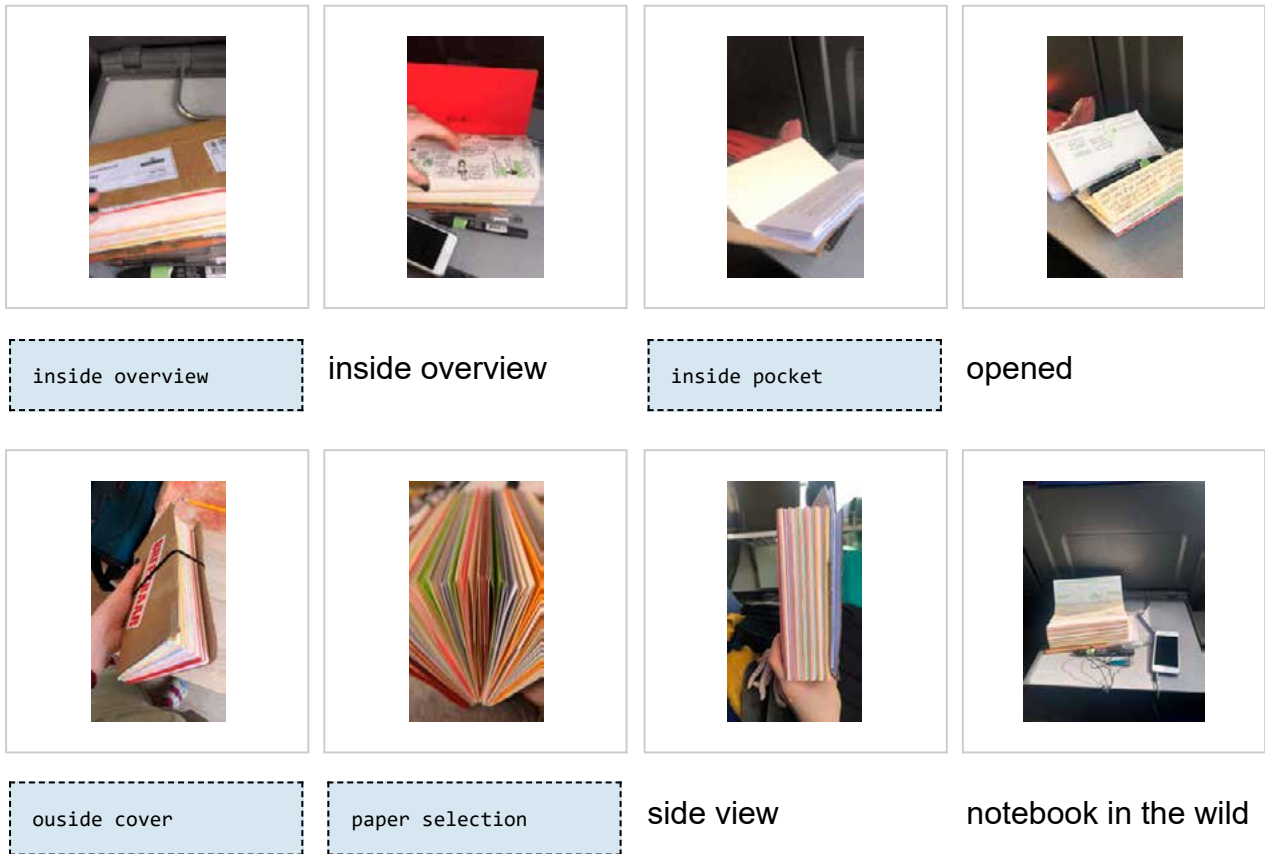 inside overview
inside overview
inside pocket
opened
ouside cover
paper selection
side view
notebook in the wild